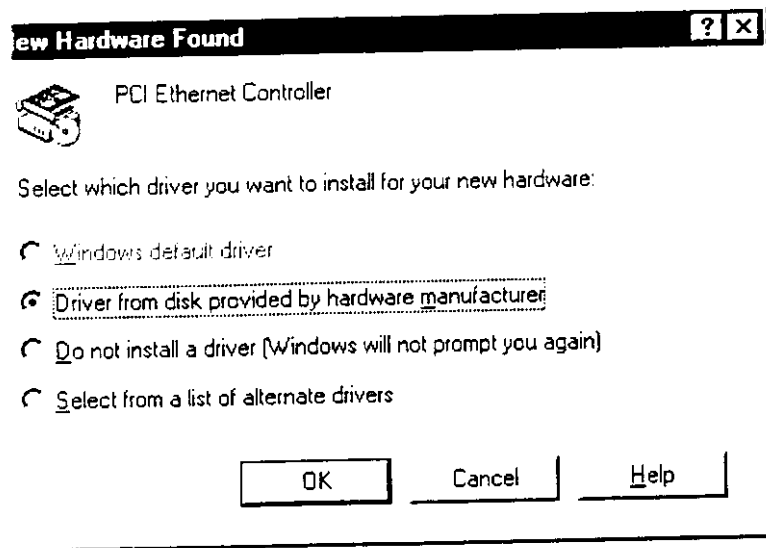 ew Hardware Found
PCI Ethernet Controller
Select which driver you want to install for your new hardware:
Windows default driver
Driver from disk provided by hardware manufacturer
Do not install a driver (Windows will not prompt you again)
Select from a list of alternate drivers
OK Cancel Help